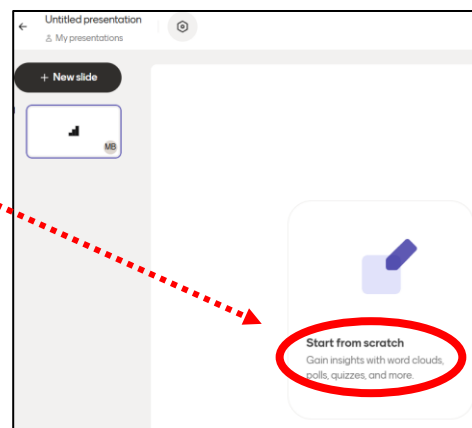 Untitled presentation
My presentations
+ New slide
MB
Start from scratch
Gain insights with word clouds,
polls, quizzes, and more.